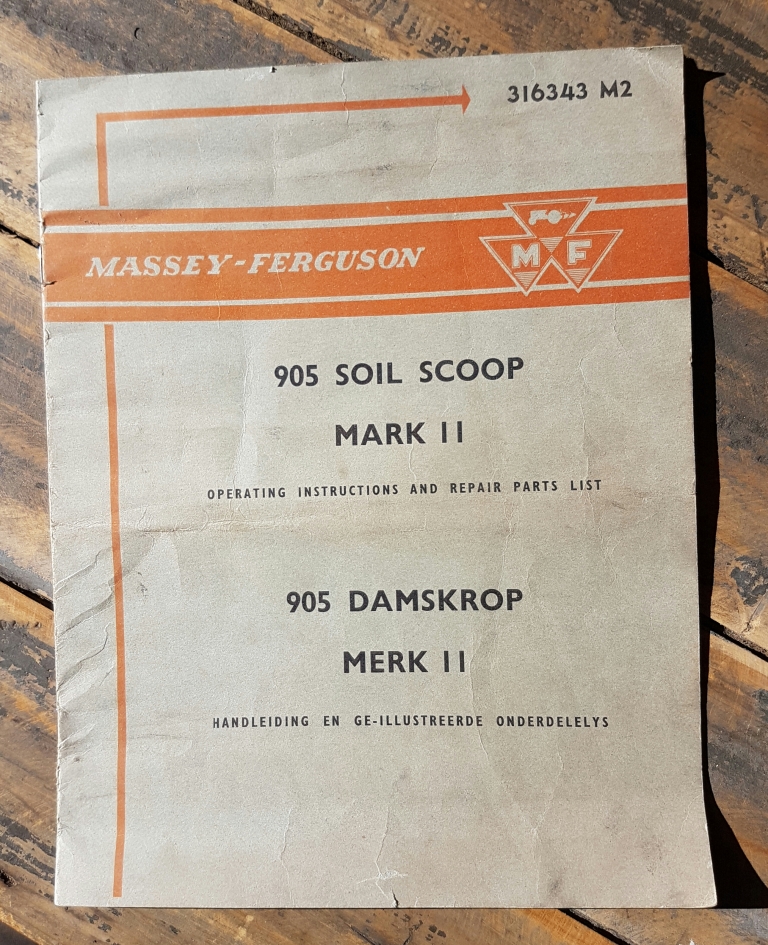 316343 M2
MASSEY-FERGUSON
M F
905 SOIL SCOOP
MARK II
OPERATING INSTRUCTIONS AND REPAIR PARTS LIST
905 DAMSKROP
MERK II
HANDLEIDING EN GE-ILLUSTREERDE ONDERDELELYS